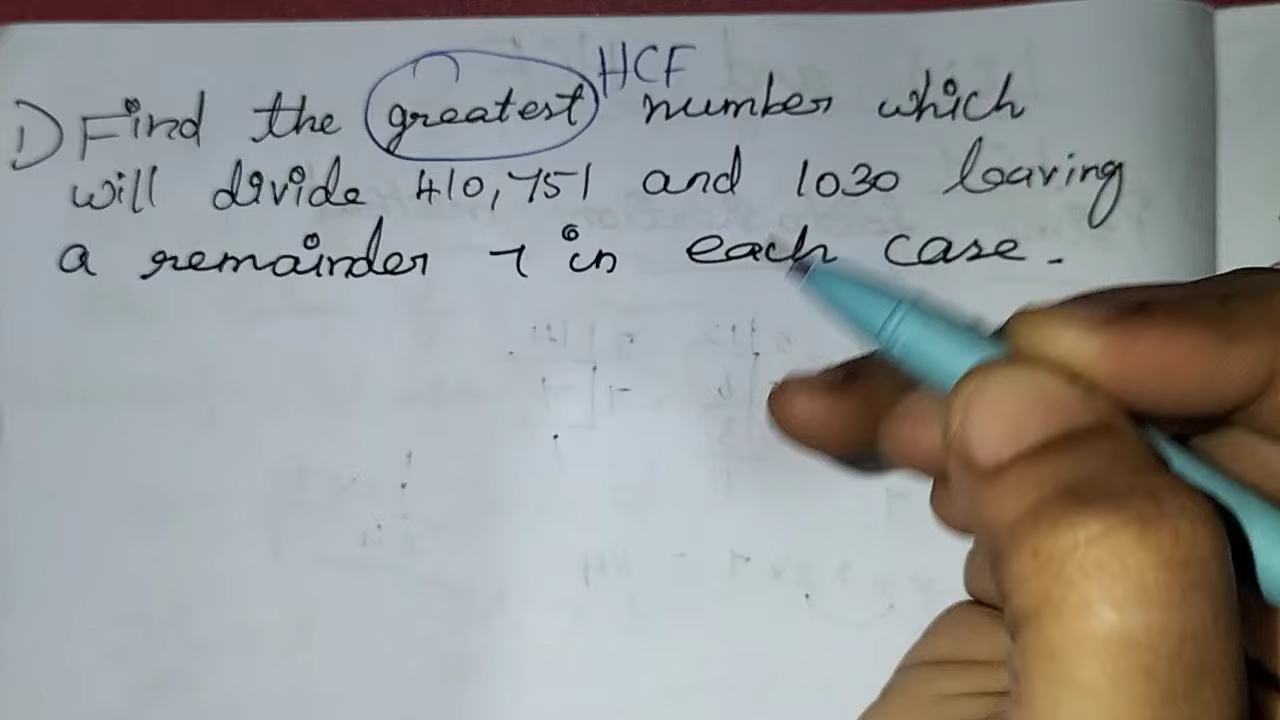 HCF
1) Find the greatest number which
will divide 410, 751 and 1030 leaving
a remainder 7 in each case.